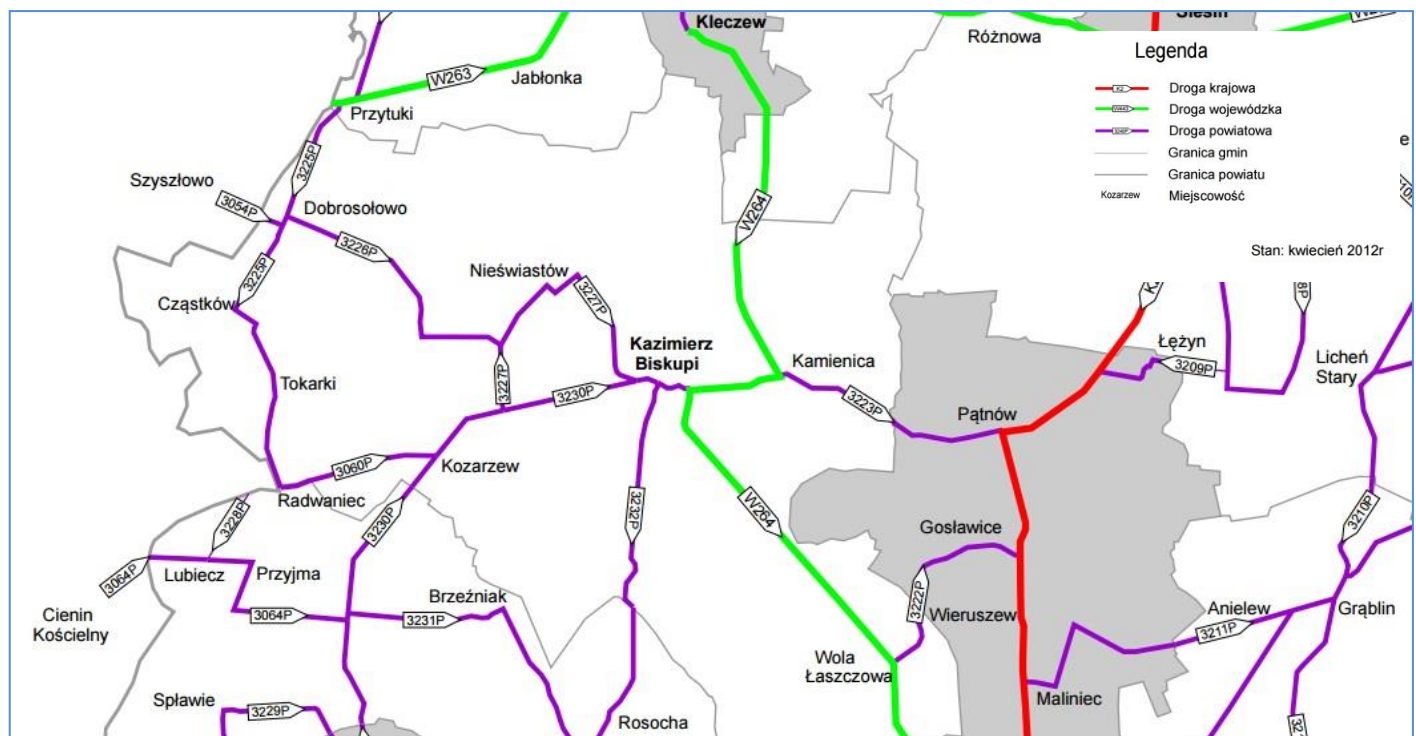 Kleczew
Ślesin
Różnowa
W263
Jabłonka
Przytuki
Legenda
K2
Droga krajowa
Droga wojewódzka
Droga powiatowa
Granica gmin
Granica powiatu
Kozarzew
Miejscowość
Stan: kwiecień 2012r
3225P
Szyszłowo
3054P
Dobrosołowo
3226P
W264
3225P
Nieświastów
3227P
Cząstków
Kazimierz
Biskupi
Kamienica
Łężyn
3209P
Licheń
Stary
Tokarki
3227P
3230P
3223P
Pątnów
3060P
Kozarzew
Radwaniec
3228P
3230P
3232P
W264
Gosławice
3210P
3064P
Lubiecz
Przyjma
3064P
Brzeźniak
3231P
3222P
Wieruszew
Anielew
3211P
Grąblin
Cienin
Kościelny
Wola
Łaszczowa
Maliniec
Spławie
3229P
Rosocha